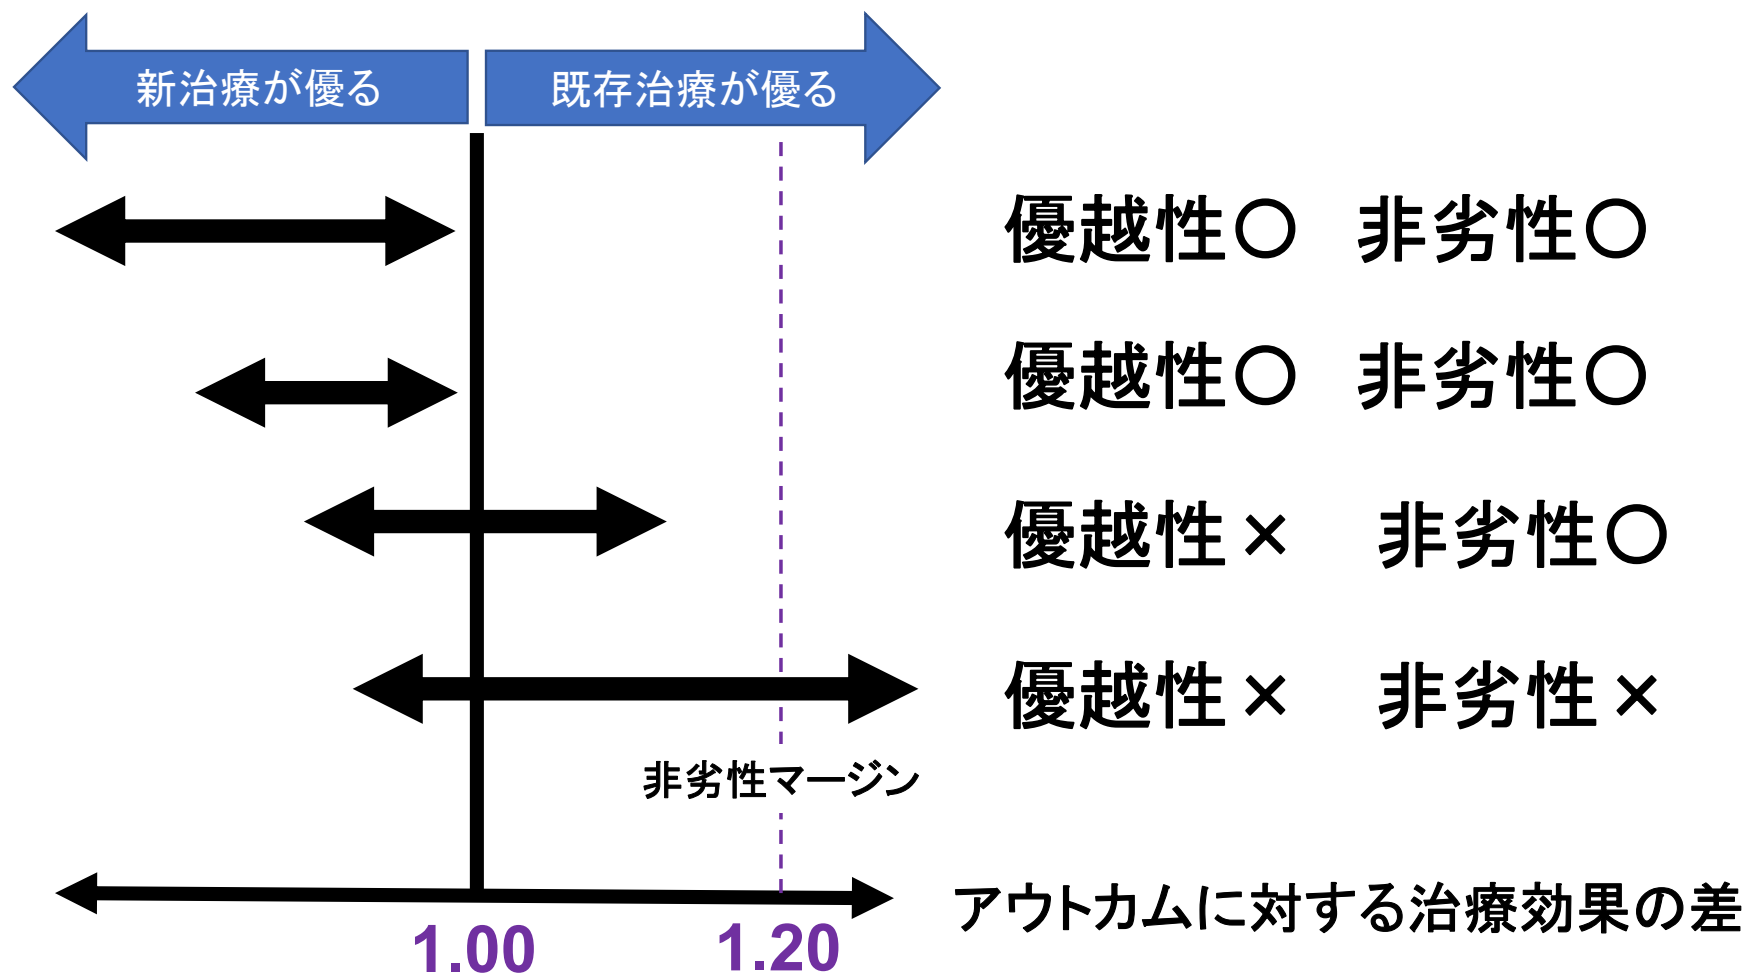 新治療が優る
既存治療が優る
優越性○ 非劣性○
優越性○ 非劣性○
優越性× 非劣性○
優越性× 非劣性×
非劣性マージン
アウトカムに対する治療効果の差
1.00
1.20